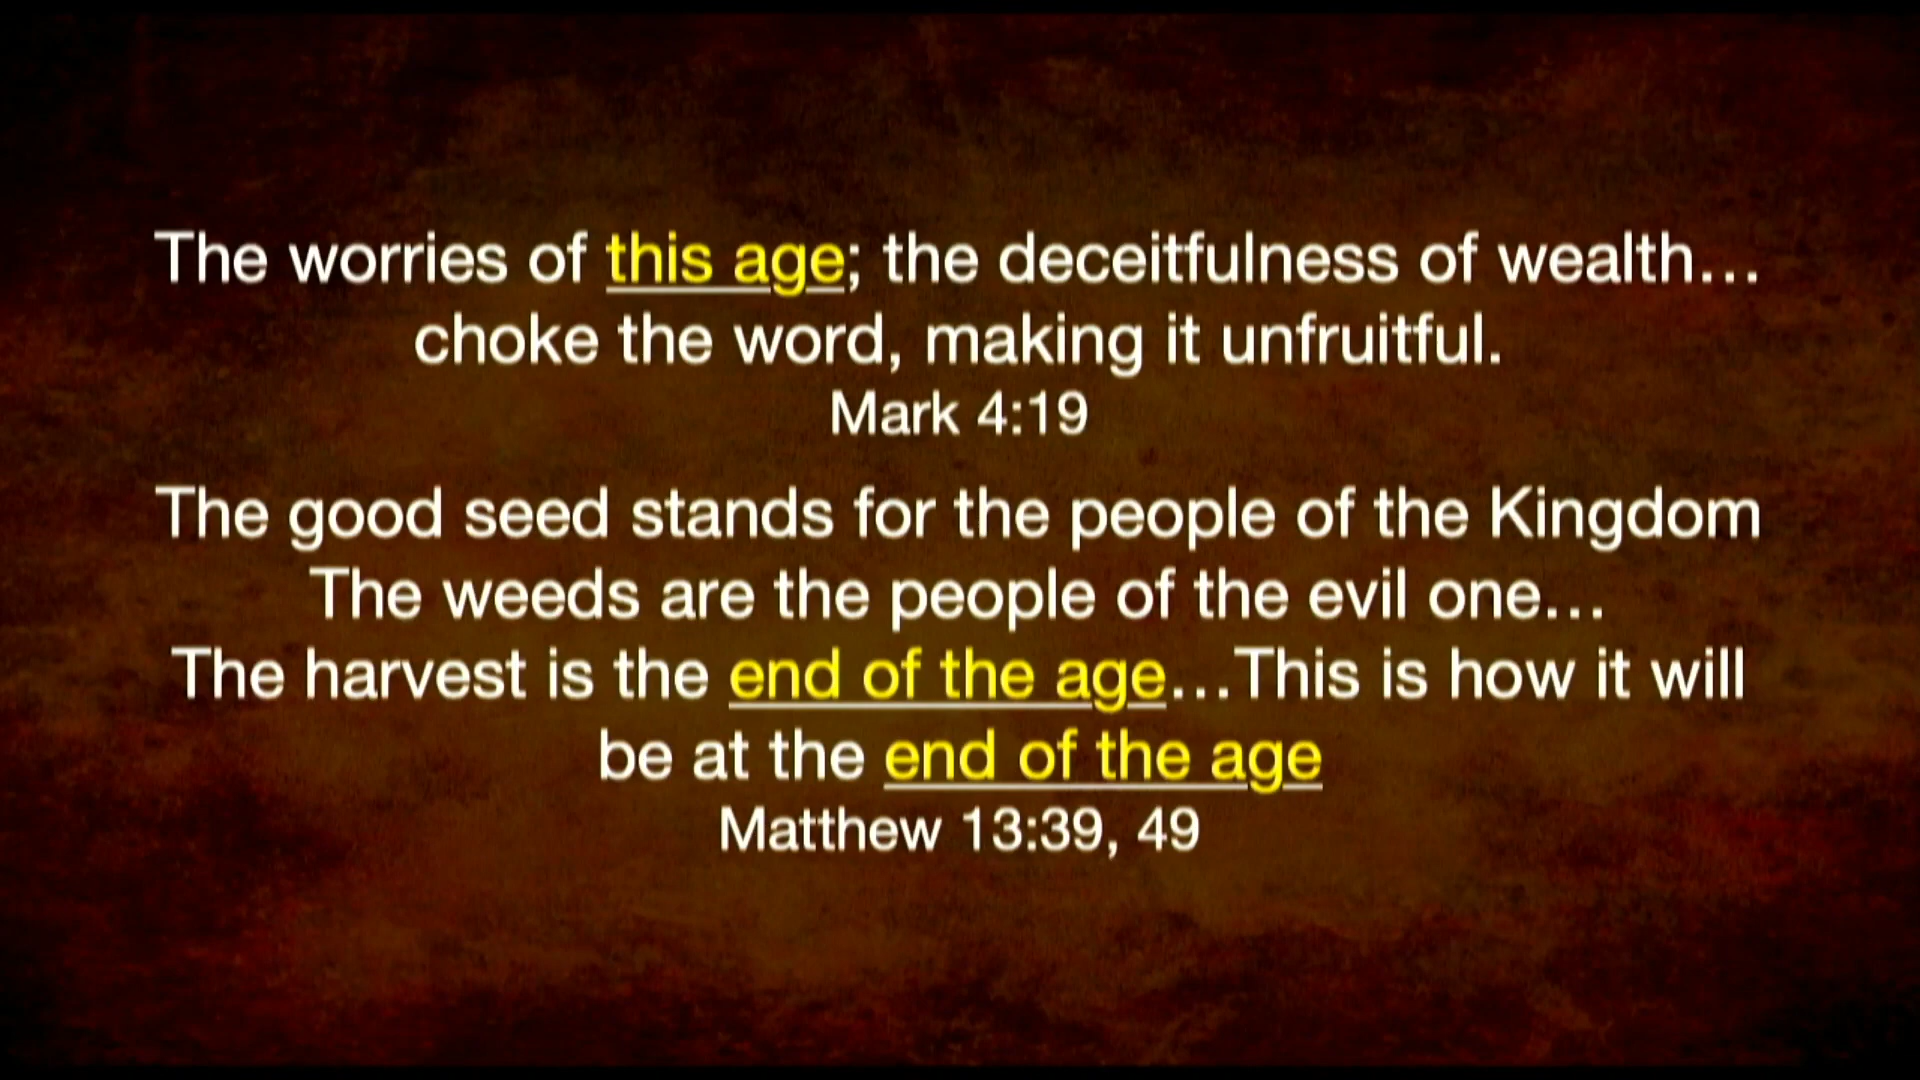 The worries of this age; the deceitfulness of wealth...
choke the word, making it unfruitful.
Mark 4:19
The good seed stands for the people of the Kingdom
The weeds are the people of the evil one...
The harvest is the end of the age...This is how it will
be at the end of the age
Matthew 13:39, 49